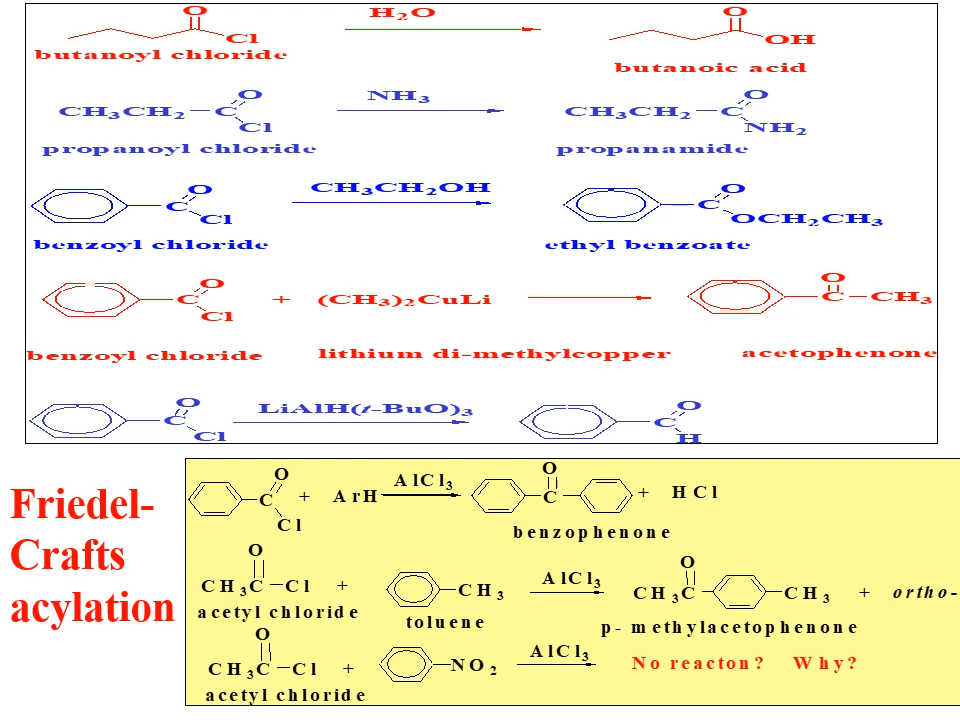 O H2O O
Cl OH
butanoyl chloride butanoic acid
O NH3 O
CH3CH2 C CH3CH2 C
Cl NH2
propanoyl chloride propanamide
O CH3CH2OH O
C C
Cl OCH2CH3
benzoyl chloride ethyl benzoate
O O
C + (CH3)2CuLi C CH3
Cl
benzoyl chloride lithium di-methylcopper acetophenone
O LiAlH(t-BuO)3 O
C C
Cl H
Friedel-
Crafts
acylation
O AlCl3 O
C + ArH C + HCl
Cl
benzophenone
O AlCl3 O
CH3C Cl + CH3 CH3C CH3 + ortho-
acetyl chloride toluene p- methylacetophenone
O AlCl3
CH3C Cl + NO2 No reacton? Why?
acetyl chloride